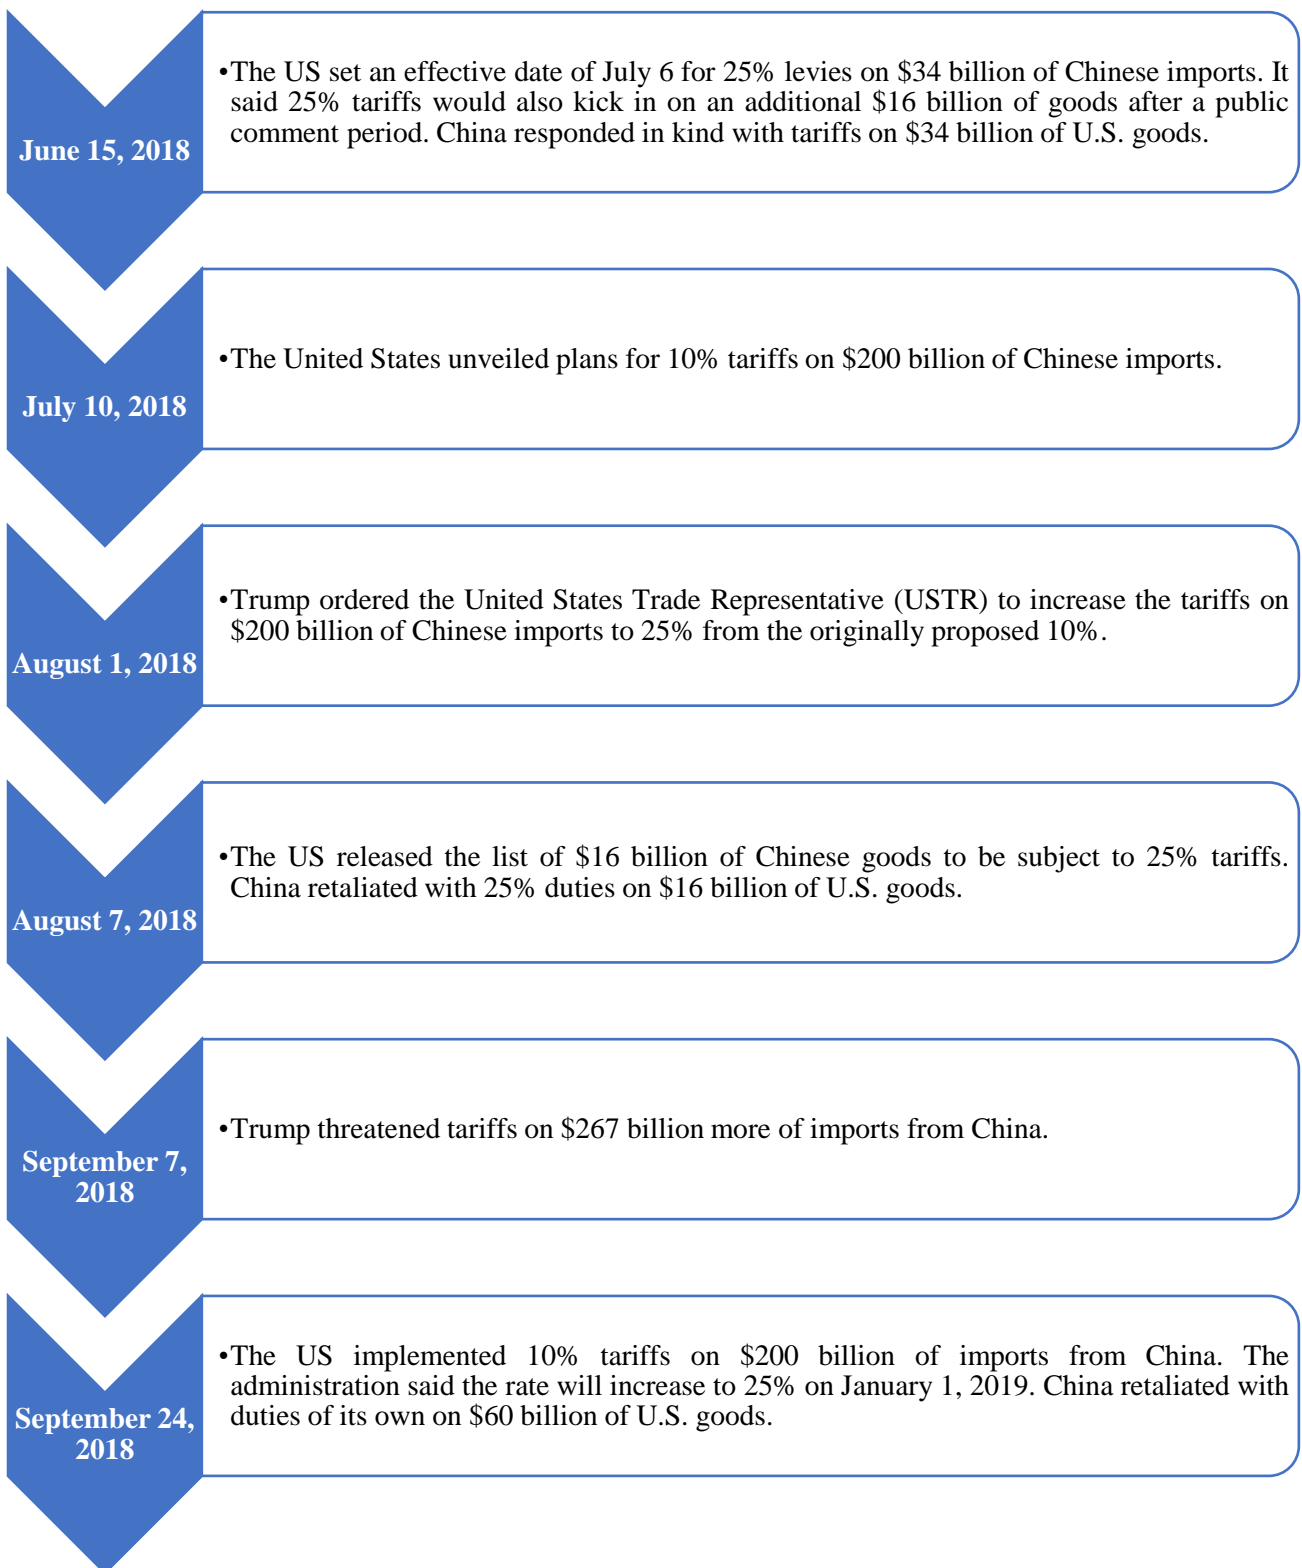 June 15, 2018
•The US set an effective date of July 6 for 25% levies on $34 billion of Chinese imports. It
said 25% tariffs would also kick in on an additional $16 billion of goods after a public
comment period. China responded in kind with tariffs on $34 billion of U.S. goods.
July 10, 2018
•The United States unveiled plans for 10% tariffs on $200 billion of Chinese imports.
August 1, 2018
•Trump ordered the United States Trade Representative (USTR) to increase the tariffs on
$200 billion of Chinese imports to 25% from the originally proposed 10%.
August 7, 2018
•The US released the list of $16 billion of Chinese goods to be subject to 25% tariffs.
China retaliated with 25% duties on $16 billion of U.S. goods.
September 7,
2018
•Trump threatened tariffs on $267 billion more of imports from China.
September 24,
2018
•The US implemented 10% tariffs on $200 billion of imports from China. The
administration said the rate will increase to 25% on January 1, 2019. China retaliated with
duties of its own on $60 billion of U.S. goods.